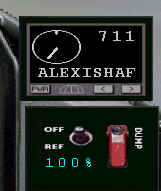 711
ALEXISHAF
PWR < >
OFF
REF
DUMP
100%